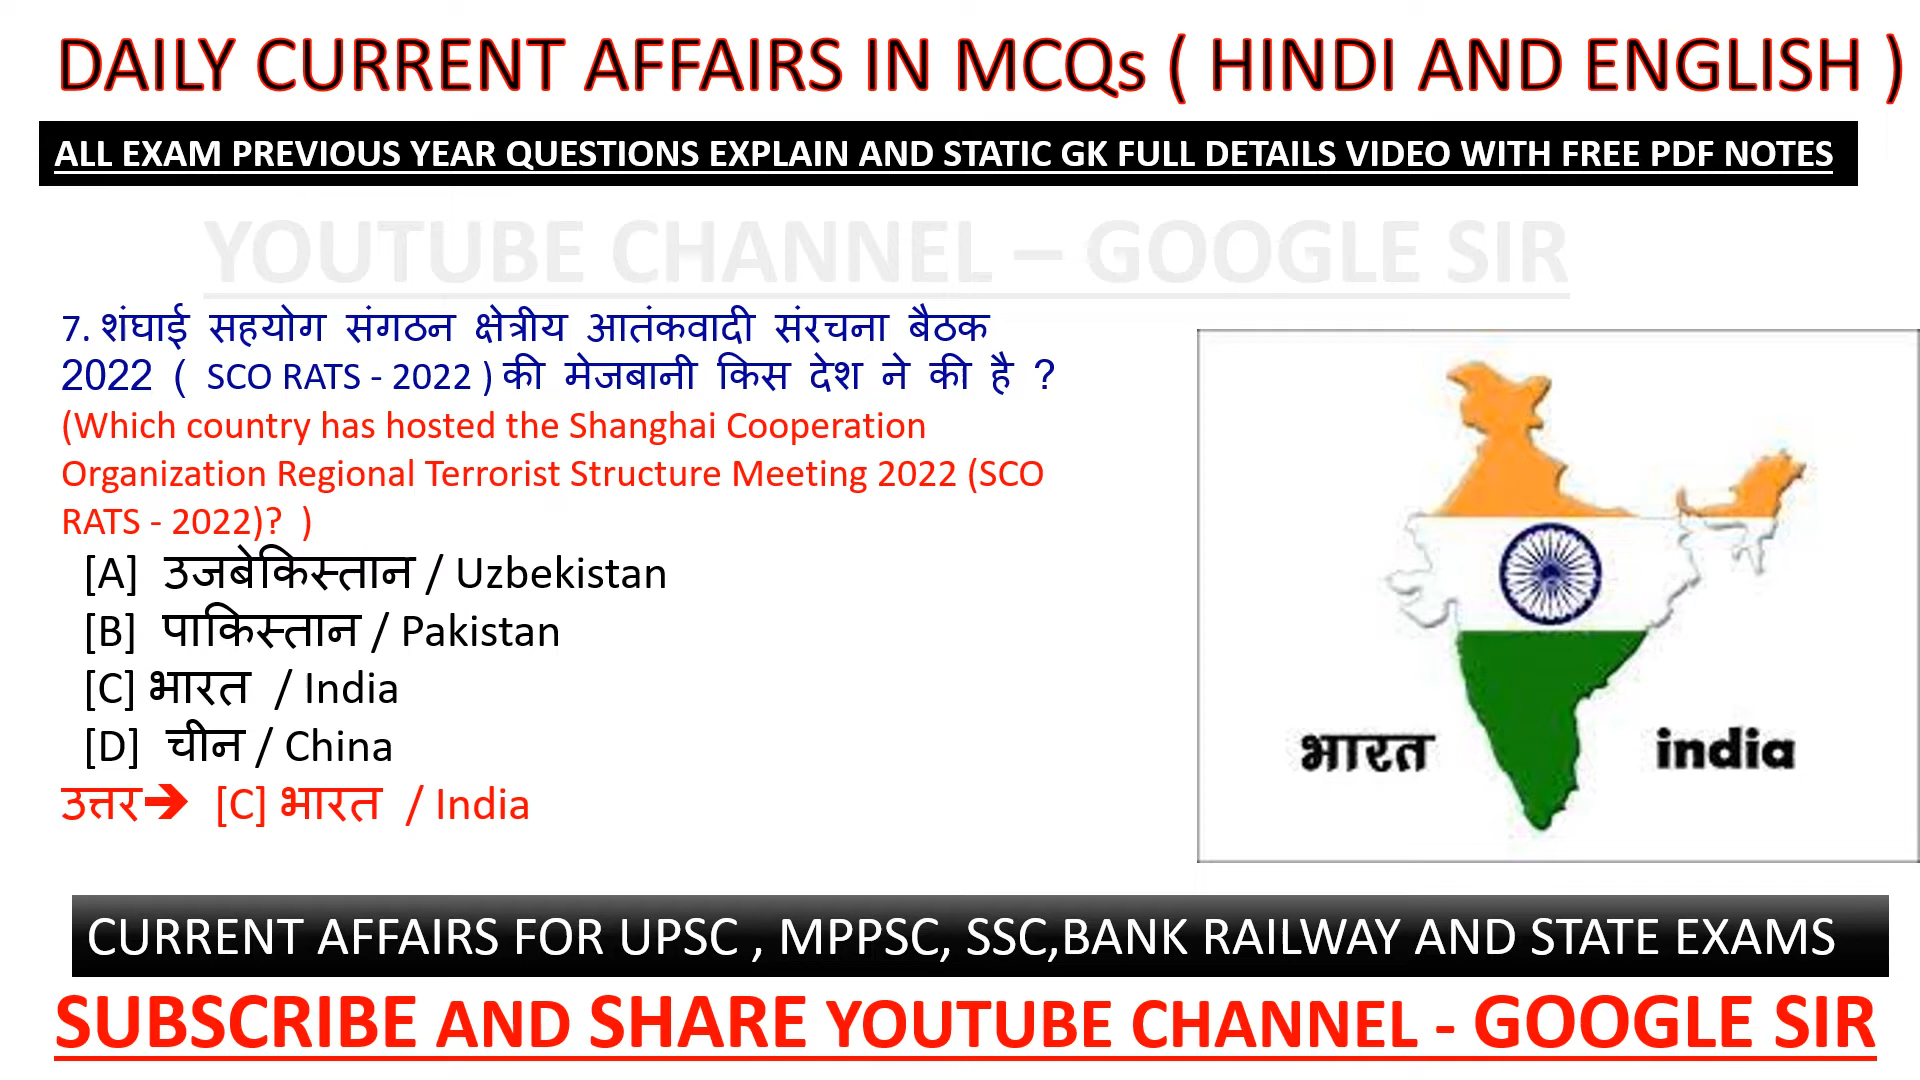 DAILY CURRENT AFFAIRS IN MCQs ( HINDI AND ENGLISH )
ALL EXAM PREVIOUS YEAR QUESTIONS EXPLAIN AND STATIC GK FULL DETAILS VIDEO WITH FREE PDF NOTES
YOUTUBE CHANNEL – GOOGLE SIR
7. शंघाई सहयोग संगठन क्षेत्रीय आतंकवादी संरचना बैठक
2022 ( SCO RATS - 2022 ) की मेजबानी किस देश ने की है ?
(Which country has hosted the Shanghai Cooperation
Organization Regional Terrorist Structure Meeting 2022 (SCO
RATS - 2022)? )
[A] उजबेकिस्तान / Uzbekistan
[B] पाकिस्तान / Pakistan
[C] भारत / India
[D] चीन / China
उत्तर➔ [C] भारत / India
भारत india
CURRENT AFFAIRS FOR UPSC , MPPSC, SSC,BANK RAILWAY AND STATE EXAMS
SUBSCRIBE AND SHARE YOUTUBE CHANNEL - GOOGLE SIR